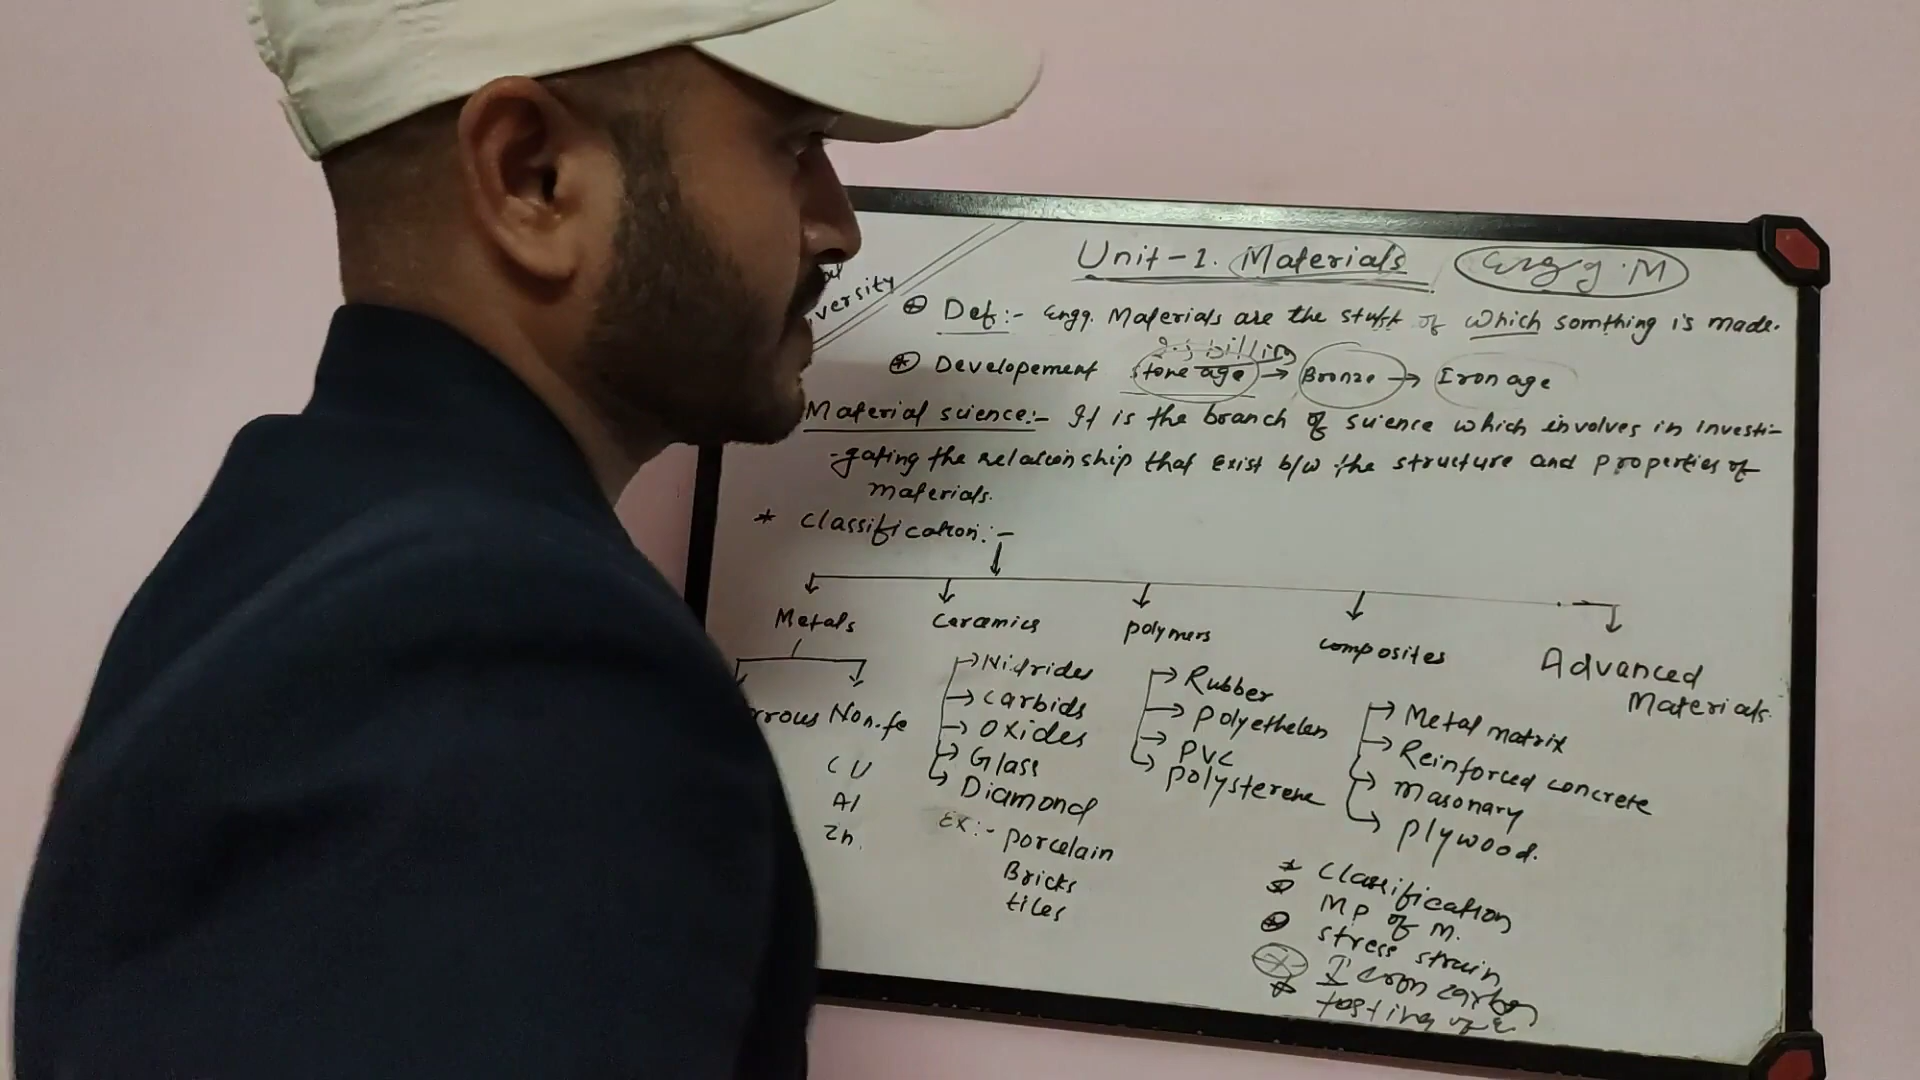 Unit-1. Materials
Engg. M
versity
Def:- Engg. Materials are the stuff of which somthing is made.
2.5 billion
Developement stone age → Bronze → Iron age
Material science:- It is the branch of science which involves in investi-
-gating the relationship that exist b/w the structure and properties of
materials.
* Classification:-
Metals
Ceramics
polymers
composites
Advanced
Materials.
rrous Non.fe
CU
Al
Zn.
Nitrides
carbids
oxides
Glass
Diamond
Ex:- porcelain
Bricks
tiles
Rubber
polyethelen
PVC
polysterene
Metal matrix
Reinforced concrete
masonary
plywood.
* Classification
MP of M.
stress strain
Icron carbon
testing of E